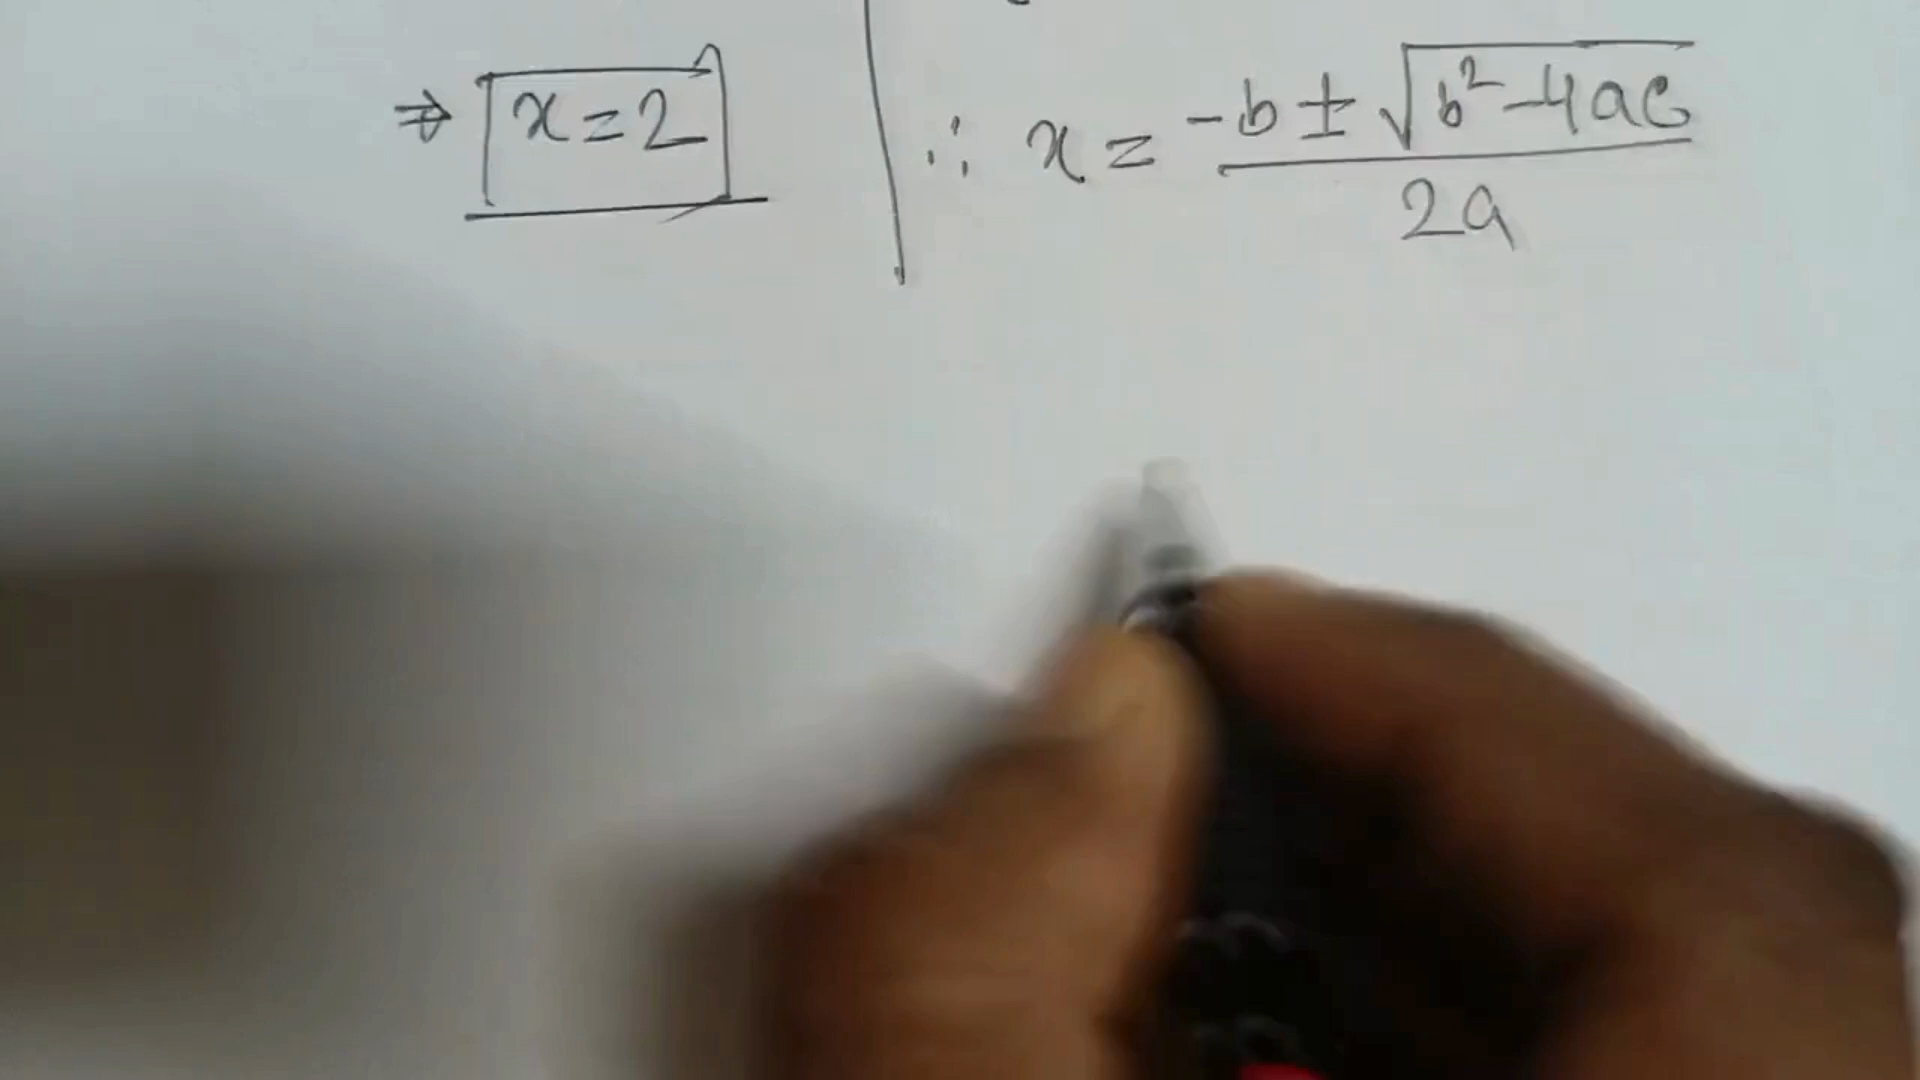 ⇒ x=2
∴ x = -b ± √(b²-4ac) / 2a